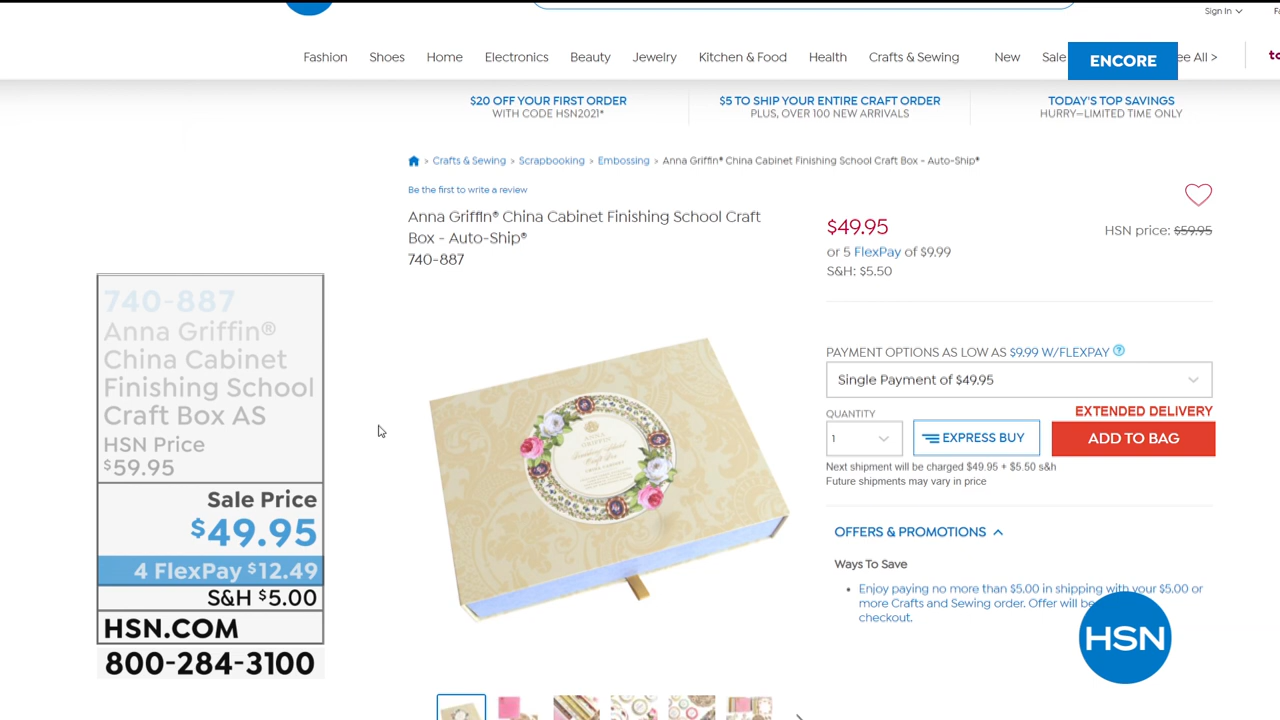 Sign In
Fashion Shoes Home Electronics Beauty Jewelry Kitchen & Food Health Crafts & Sewing New Sale ee All >
ENCORE
$20 OFF YOUR FIRST ORDER
WITH CODE HSN2021*
$5 TO SHIP YOUR ENTIRE CRAFT ORDER
PLUS, OVER 100 NEW ARRIVALS
TODAY'S TOP SAVINGS
HURRY–LIMITED TIME ONLY
> Crafts & Sewing > Scrapbooking > Embossing > Anna Griffin® China Cabinet Finishing School Craft Box - Auto-Ship®
Be the first to write a review
Anna Griffin® China Cabinet Finishing School Craft
Box - Auto-Ship®
740-887
$49.95
HSN price: $59.95
or 5 FlexPay of $9.99
S&H: $5.50
PAYMENT OPTIONS AS LOW AS $9.99 W/FLEXPAY ?
Single Payment of $49.95
EXTENDED DELIVERY
QUANTITY
1
EXPRESS BUY
ADD TO BAG
Next shipment will be charged $49.95 + $5.50 s&h
Future shipments may vary in price
OFFERS & PROMOTIONS
Ways To Save
• Enjoy paying no more than $5.00 in shipping with your $5.00 or
more Crafts and Sewing order. Offer will be
checkout.
HSN
740-887
Anna Griffin®
China Cabinet
Finishing School
Craft Box AS
HSN Price
$59.95
Sale Price
$49.95
4 FlexPay $12.49
S&H $5.00
HSN.COM
800-284-3100
ANNA
GRIFFIN